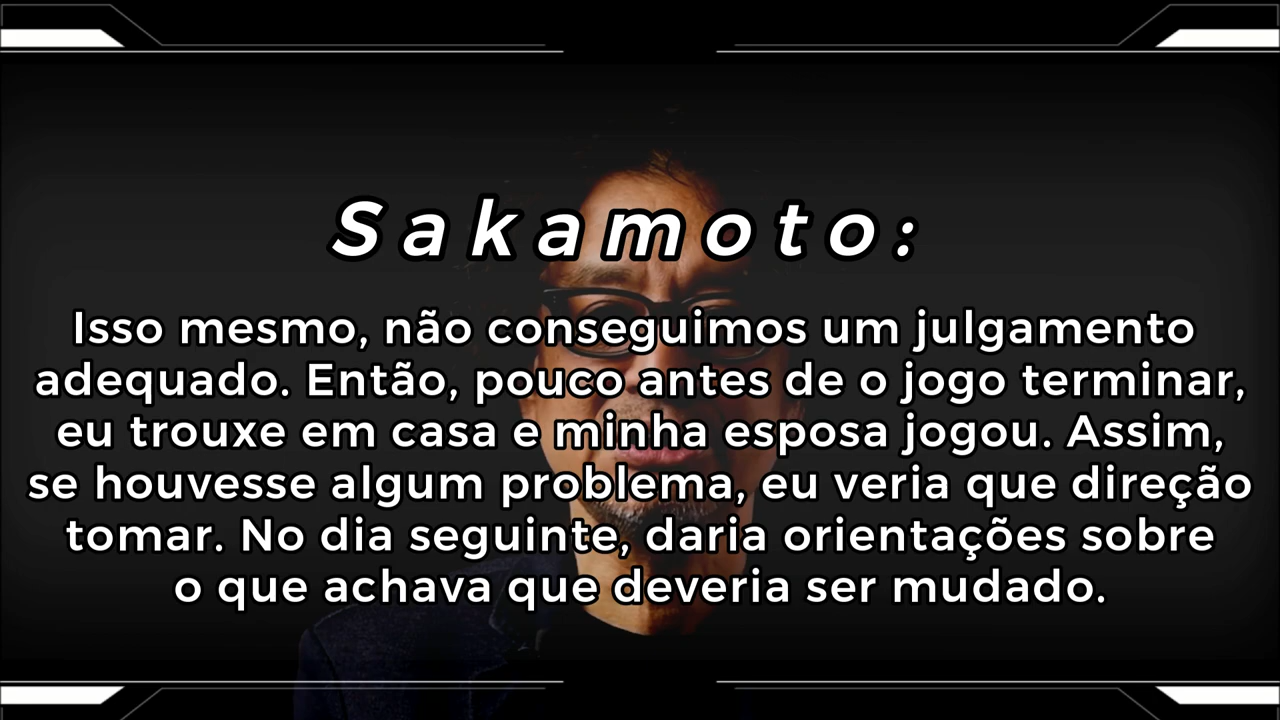 Sakamoto:
Isso mesmo, não conseguimos um julgamento
adequado. Então, pouco antes de o jogo terminar,
eu trouxe em casa e minha esposa jogou. Assim,
se houvesse algum problema, eu veria que direção
tomar. No dia seguinte, daria orientações sobre
o que achava que deveria ser mudado.